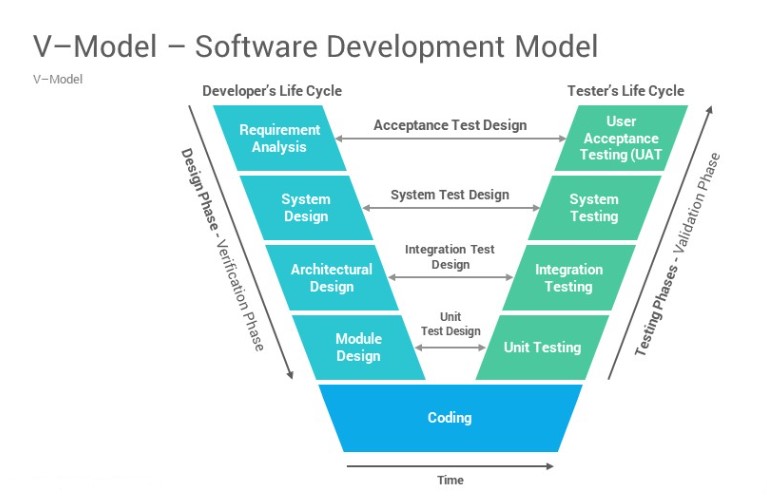 V–Model – Software Development Model
V–Model
Developer's Life Cycle
Tester's Life Cycle
Requirement
Analysis
Acceptance Test Design
User
Acceptance
Testing (UAT
System
Design
System Test Design
System
Testing
Architectural
Design
Integration Test
Design
Integration
Testing
Module
Design
Unit
Test Design
Unit Testing
Design Phase - Verification Phase
Testing Phases - Validation Phase
Coding
Time